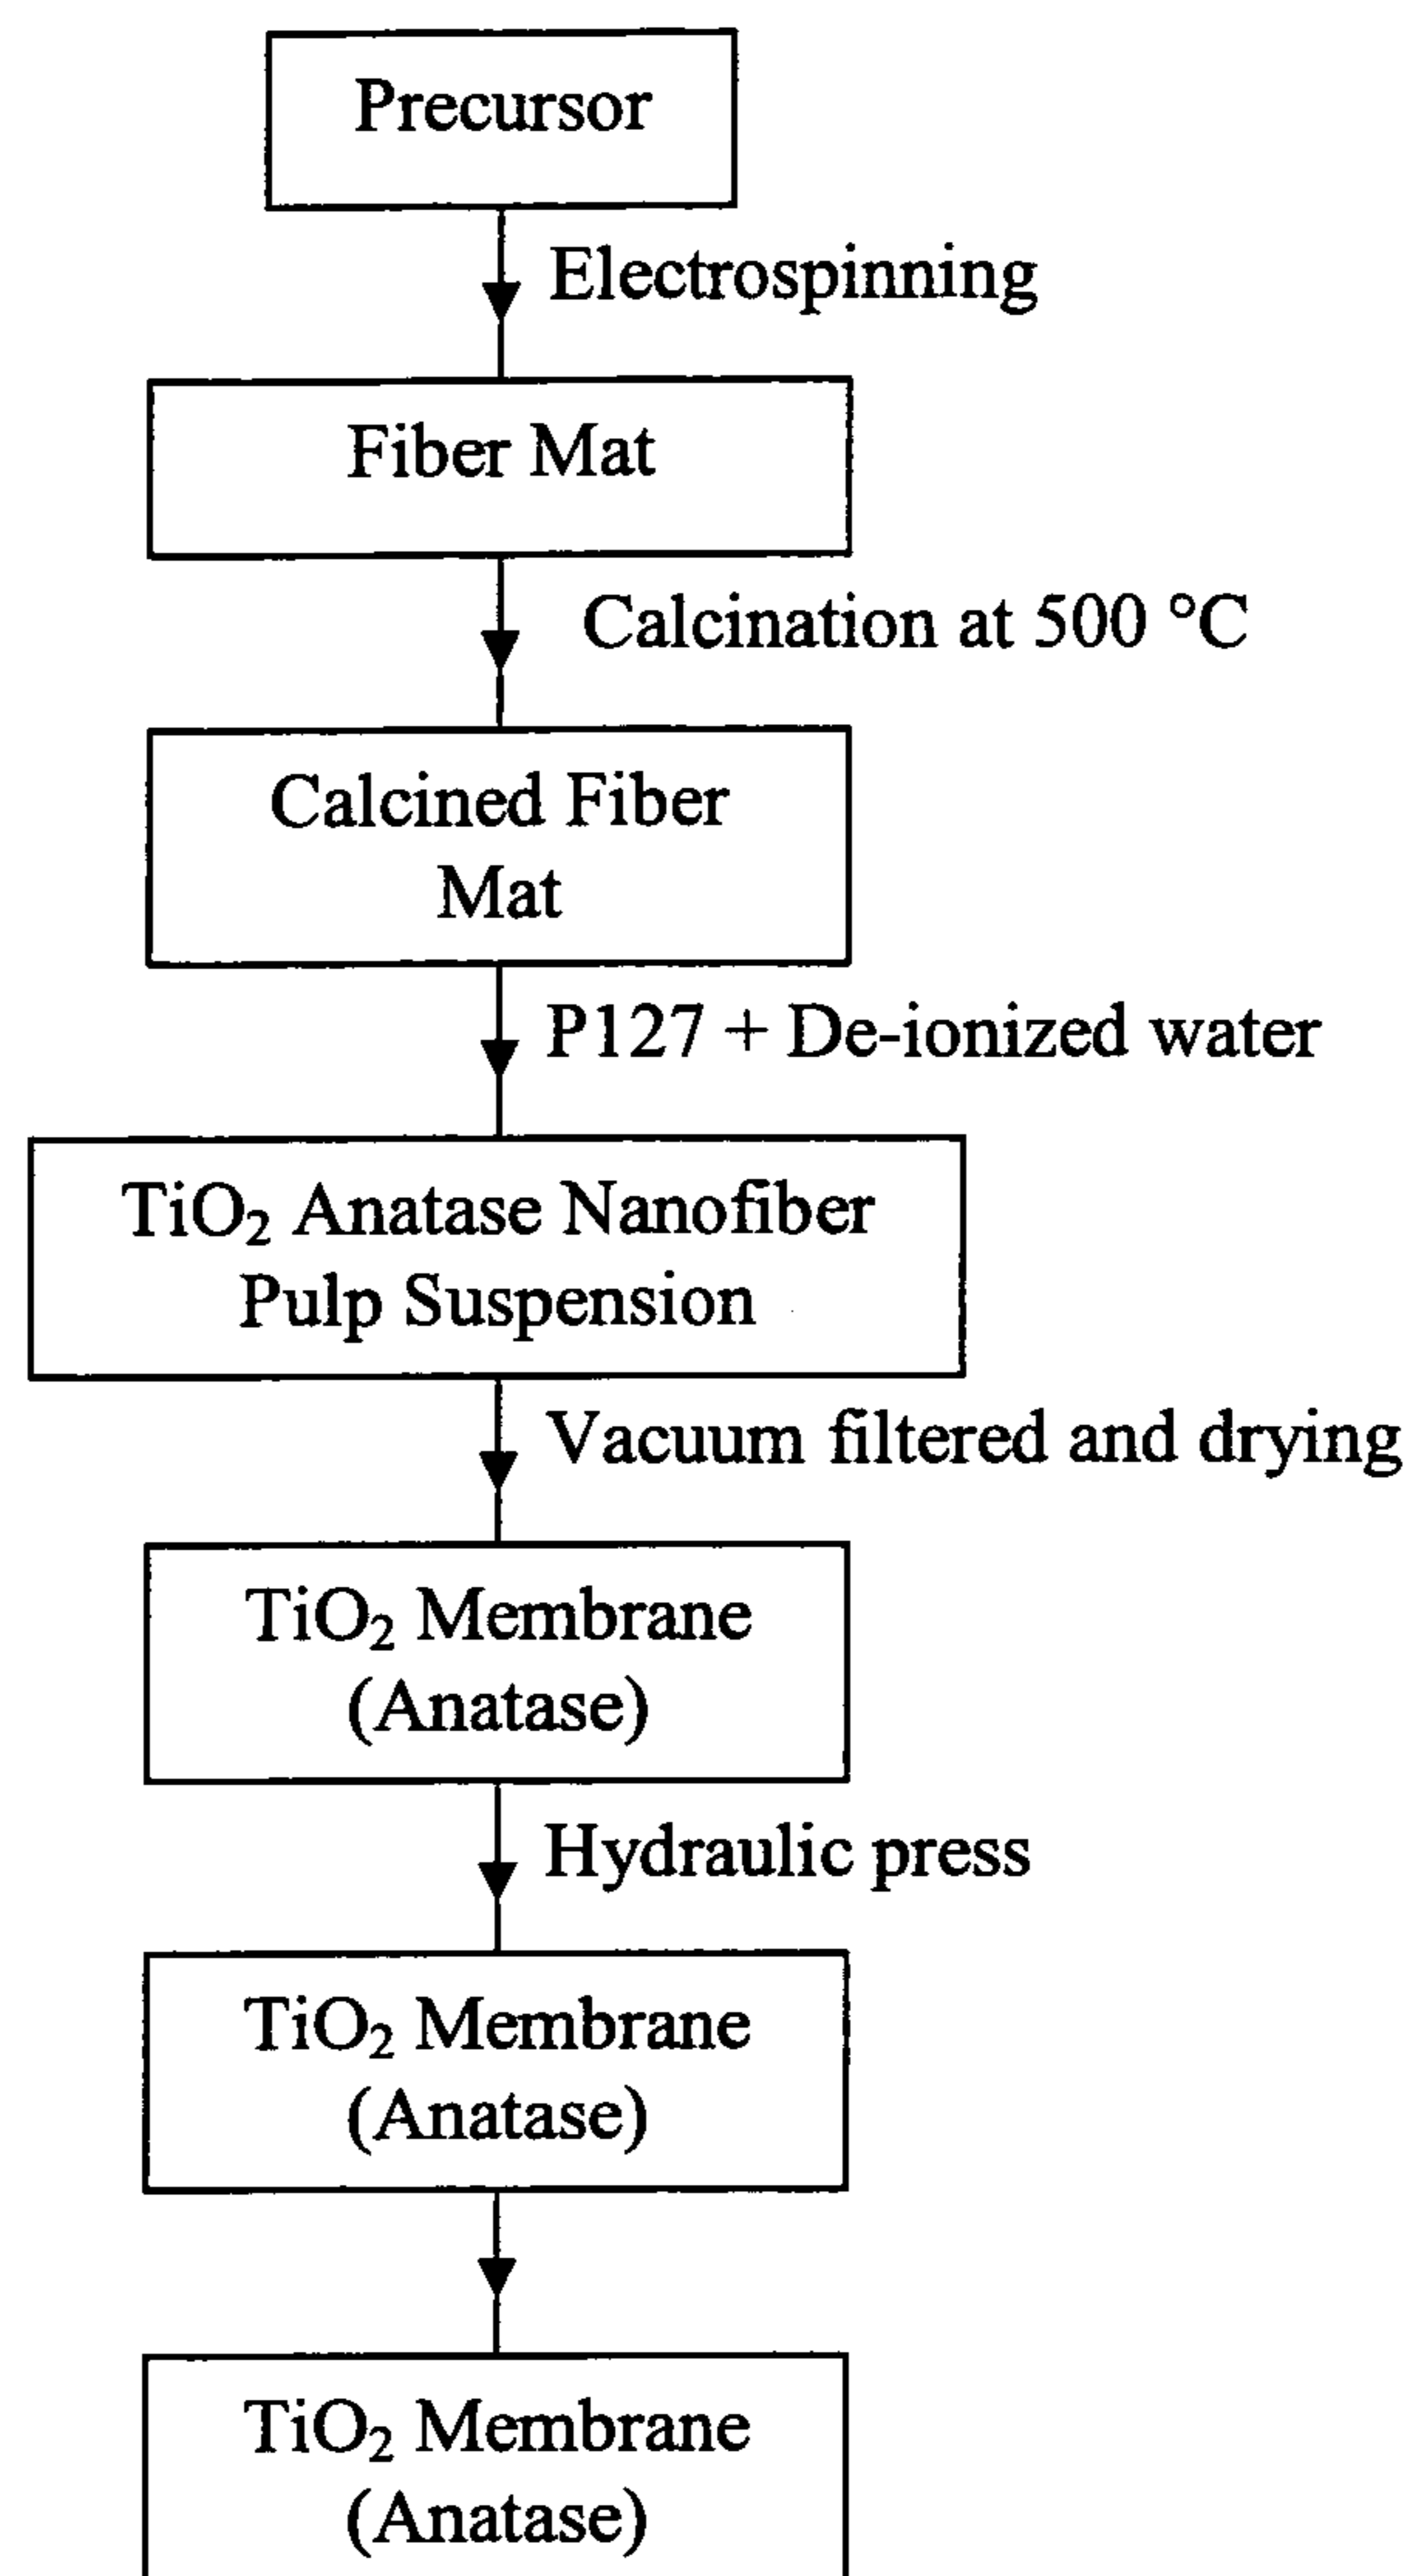 Precursor
Electrospinning
Fiber Mat
Calcination at 500 °C
Calcined Fiber
Mat
P127 + De-ionized water
TiO₂ Anatase Nanofiber
Pulp Suspension
Vacuum filtered and drying
TiO₂ Membrane
(Anatase)
Hydraulic press
TiO₂ Membrane
(Anatase)
TiO₂ Membrane
(Anatase)